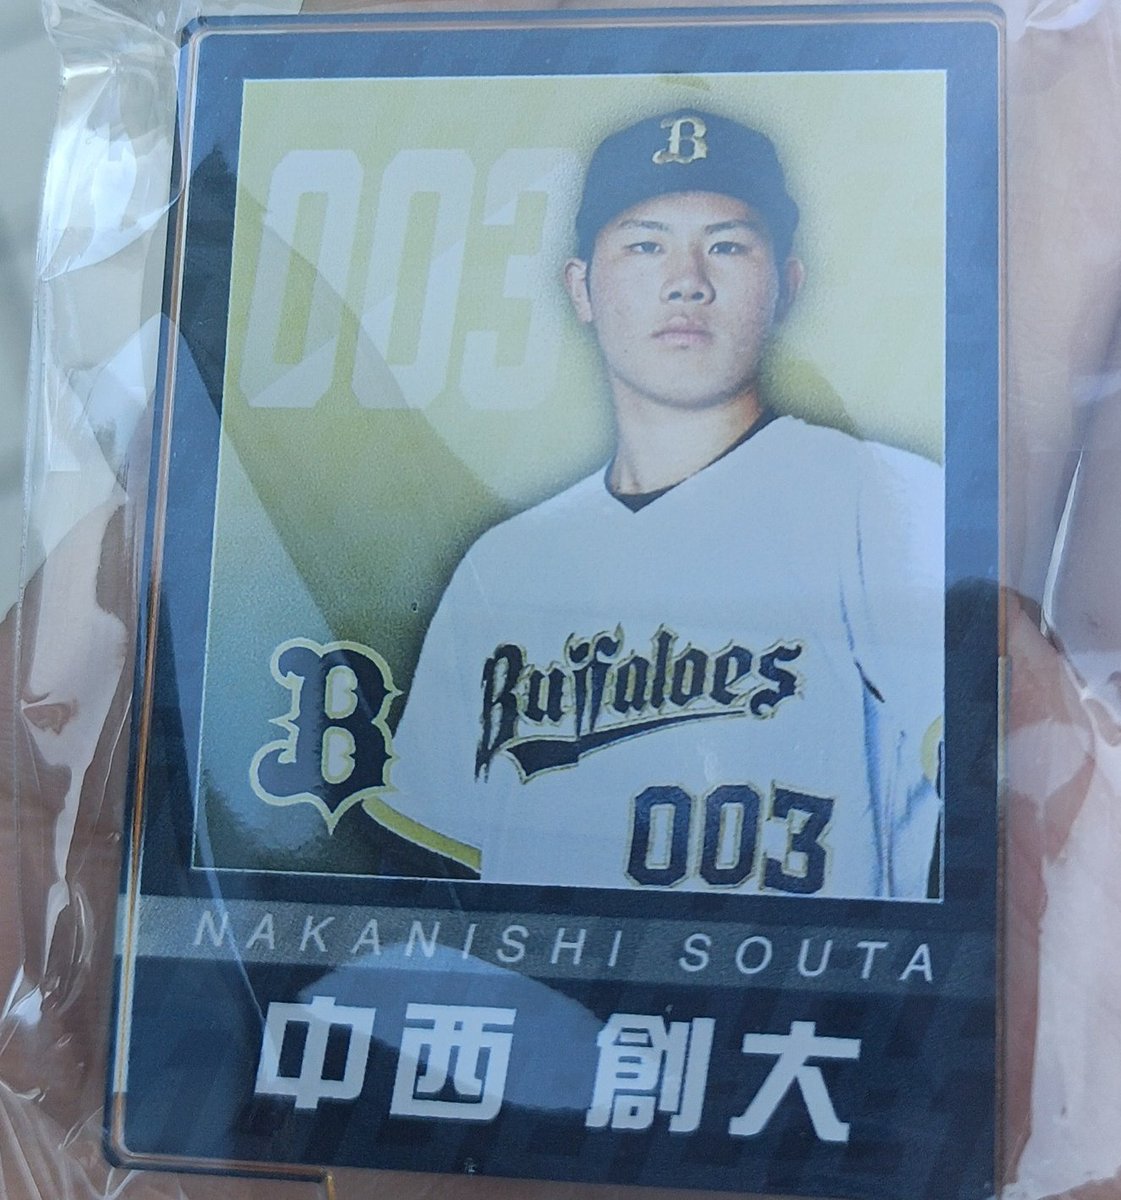 B
003
Buffaloes
B
003
NAKANISHI SOUTA
中西 創大